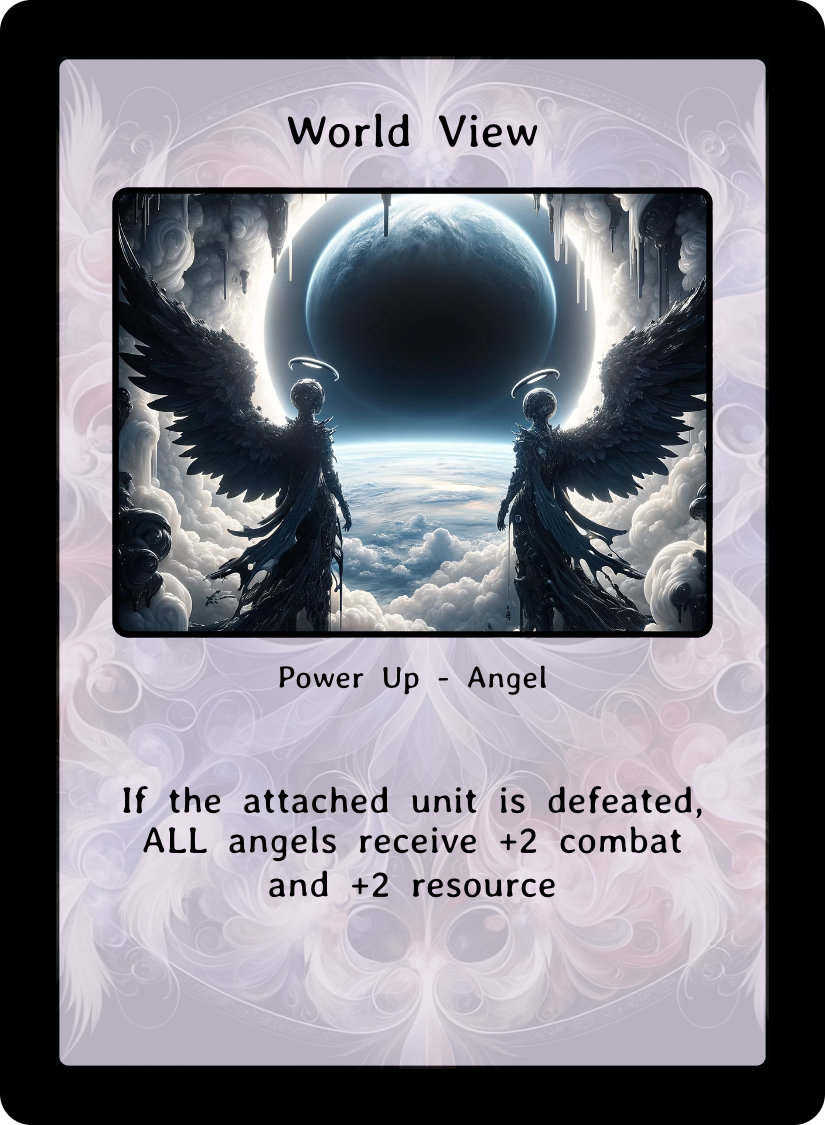 World View
Power Up - Angel
If the attached unit is defeated,
ALL angels receive +2 combat
and +2 resource